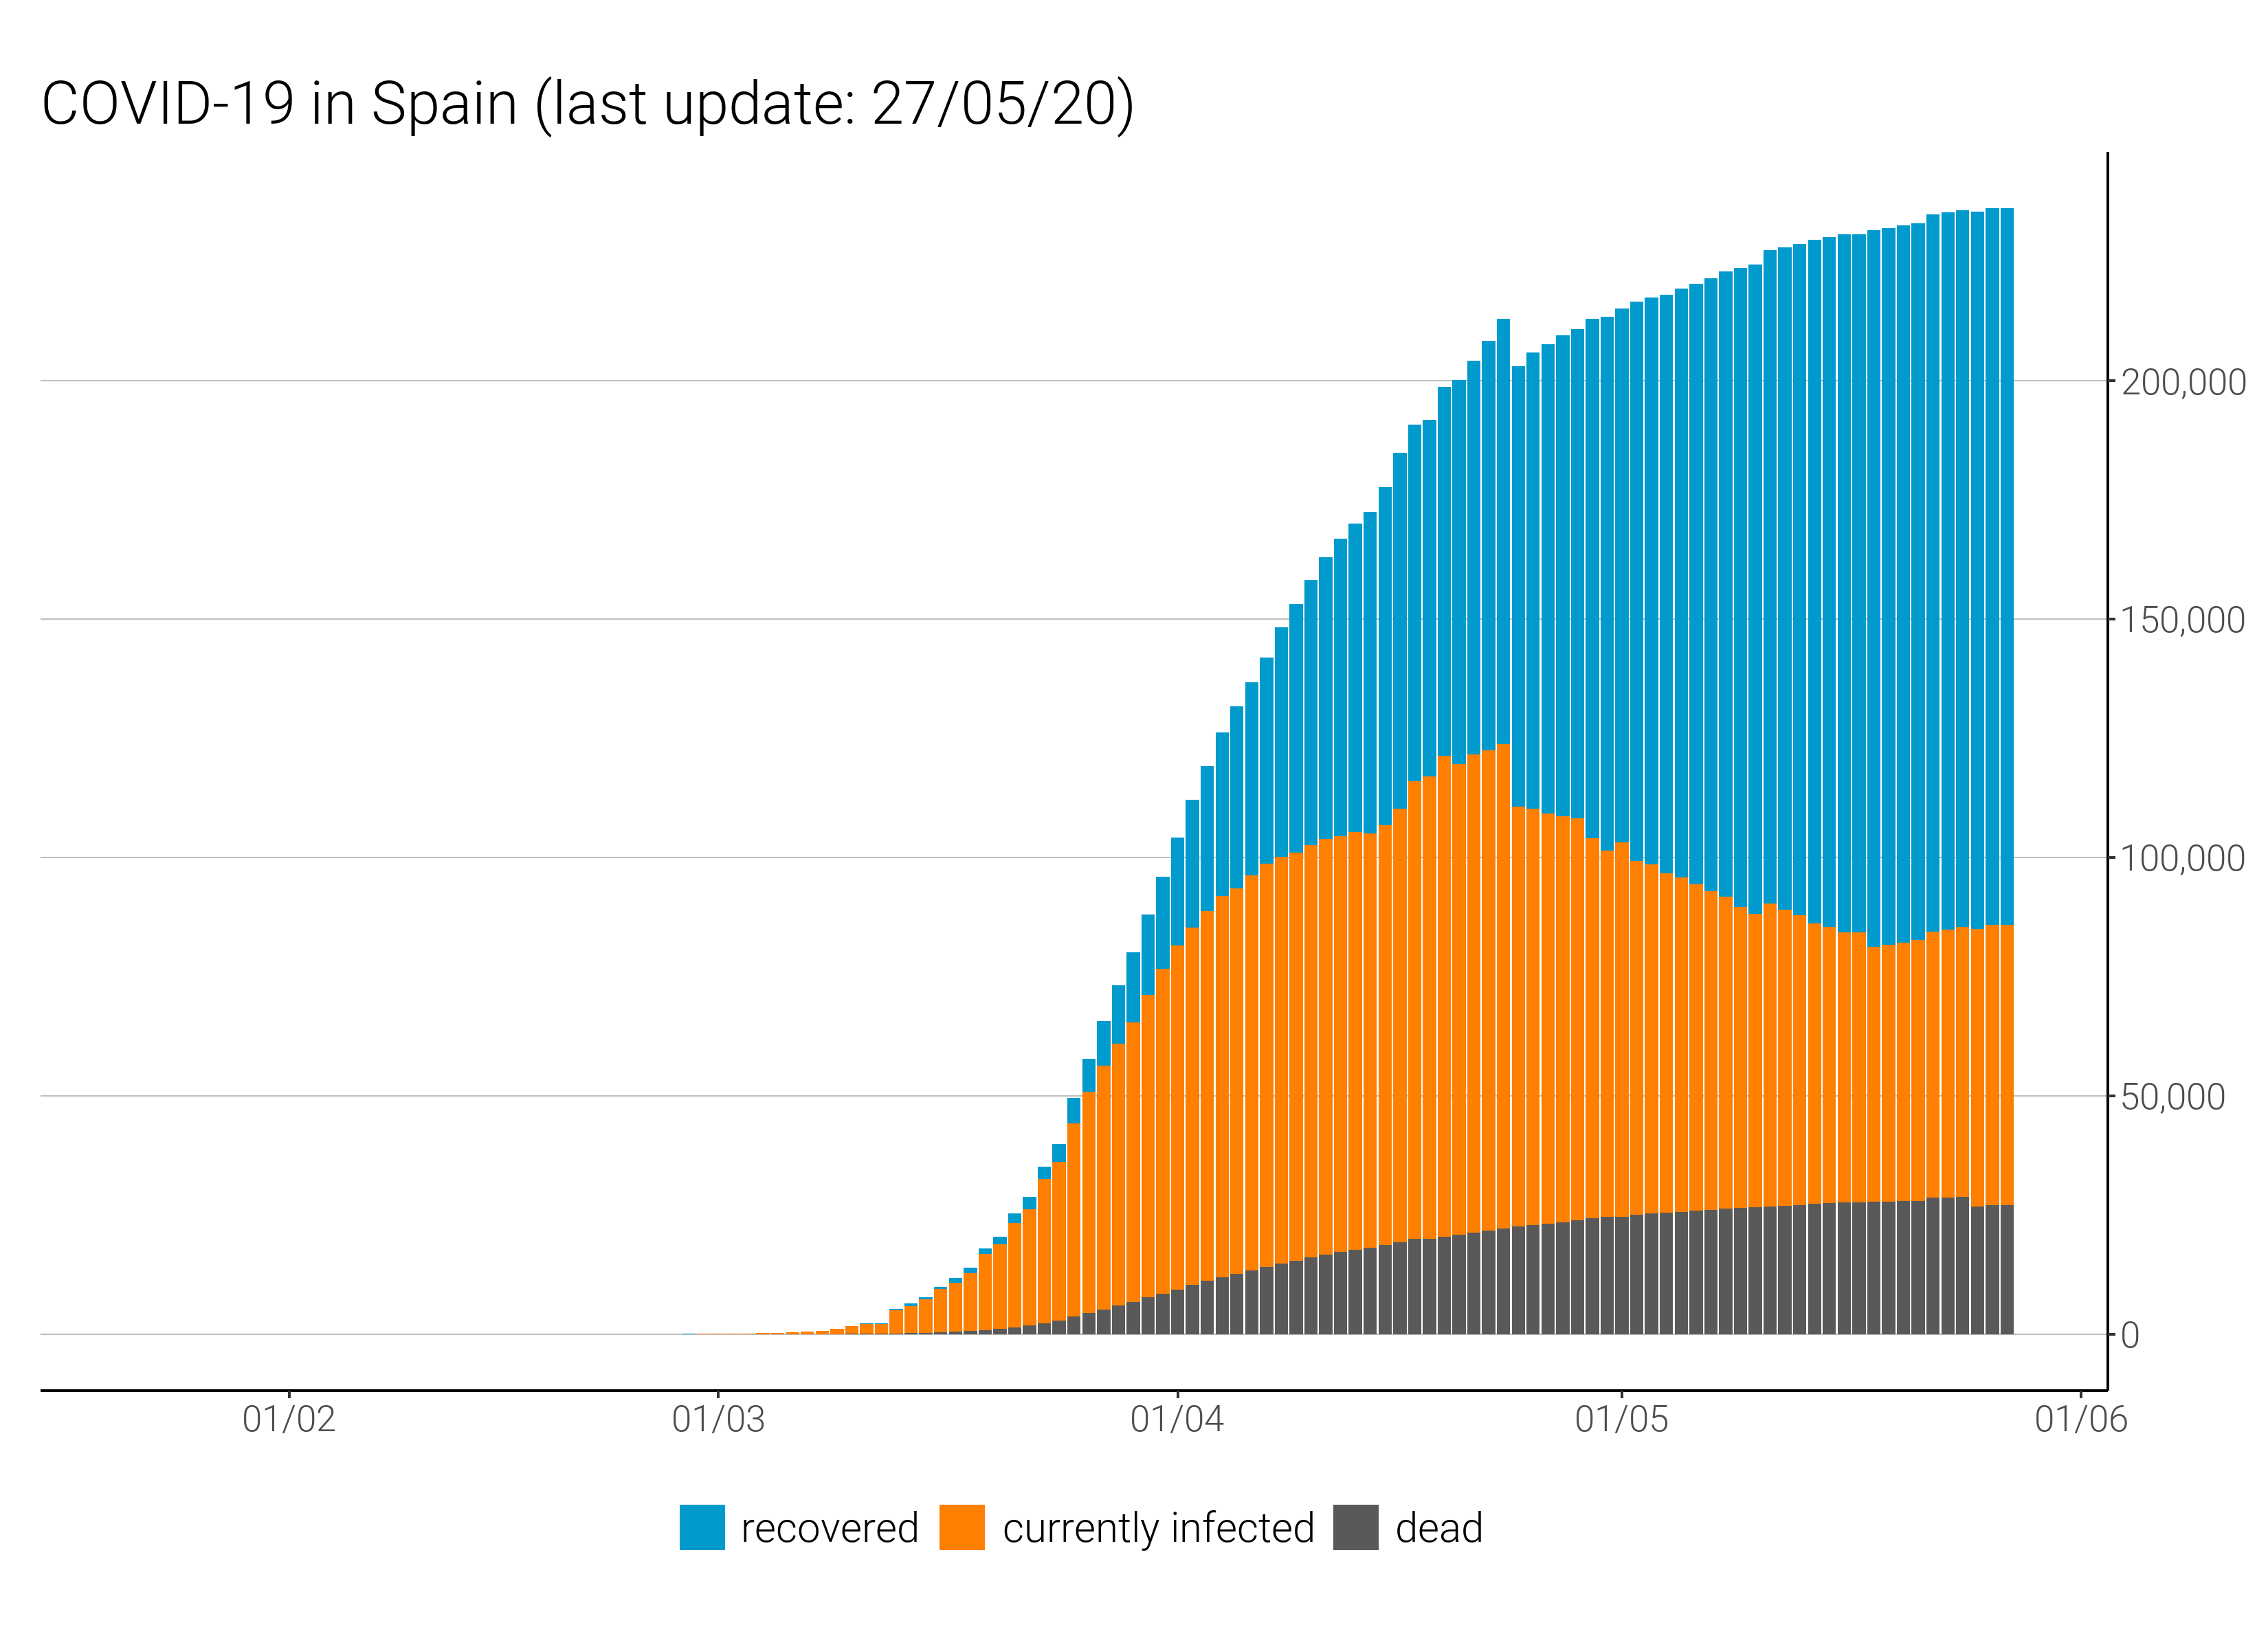 COVID-19 in Spain (last update: 27/05/20)
200,000
150,000
100,000
50,000
0
01/02 01/03 01/04 01/05 01/06
recovered currently infected dead